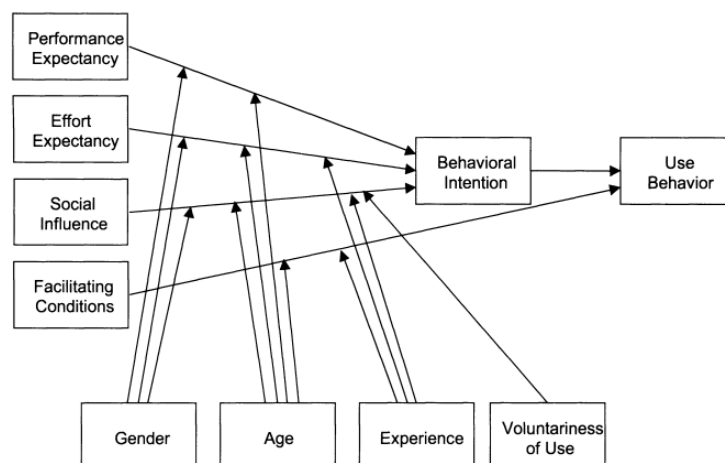 Performance
Expectancy
Effort
Expectancy
Social
Influence
Facilitating
Conditions
Behavioral
Intention
Use
Behavior
Gender
Age
Experience
Voluntariness
of Use